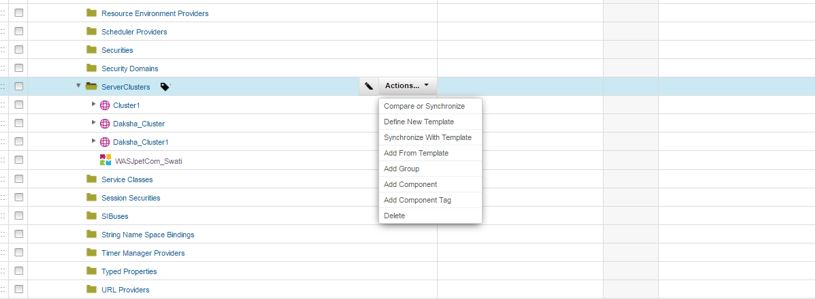 Resource Environment Providers
Scheduler Providers
Securities
Security Domains
ServerClusters
Actions...
Cluster1
Compare or Synchronize
Define New Template
Daksha_Cluster
Synchronize With Template
Daksha_Cluster1
Add From Template
WASJpetCom_Swati
Add Group
Service Classes
Add Component
Session Securities
Add Component Tag
SIBuses
Delete
String Name Space Bindings
Timer Manager Providers
Typed Properties
URL Providers